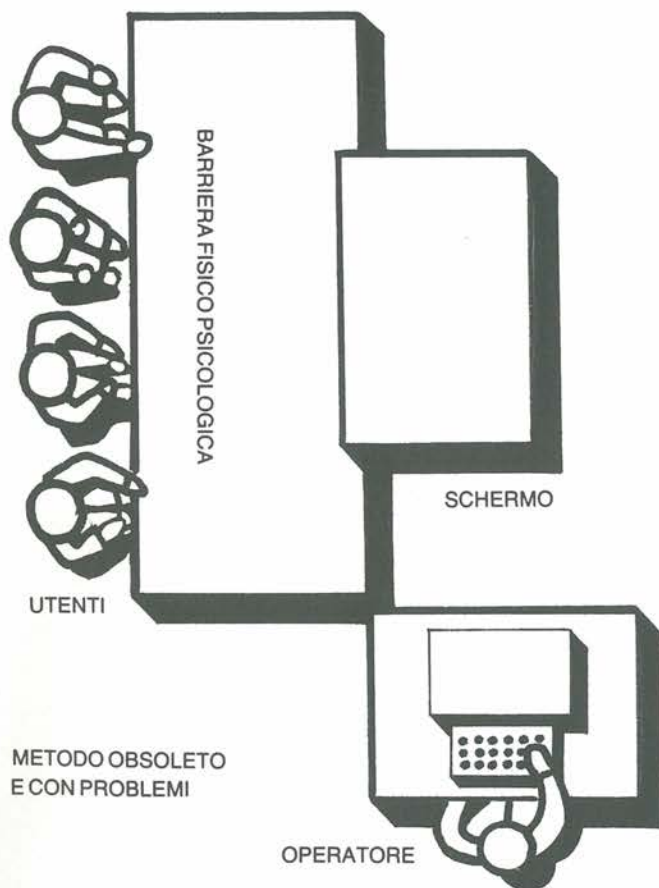 BARRIERA FISICO PSICOLOGICA
SCHERMO
UTENTI
METODO OBSOLETO
E CON PROBLEMI
OPERATORE